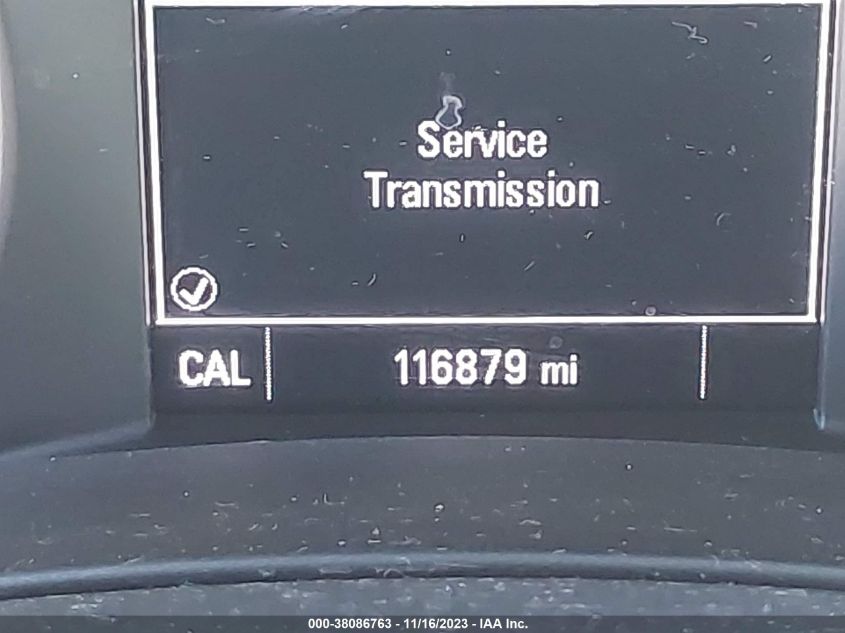 Service
Transmission
CAL 116879 mi
000-38086763 - 11/16/2023 - IAA Inc.